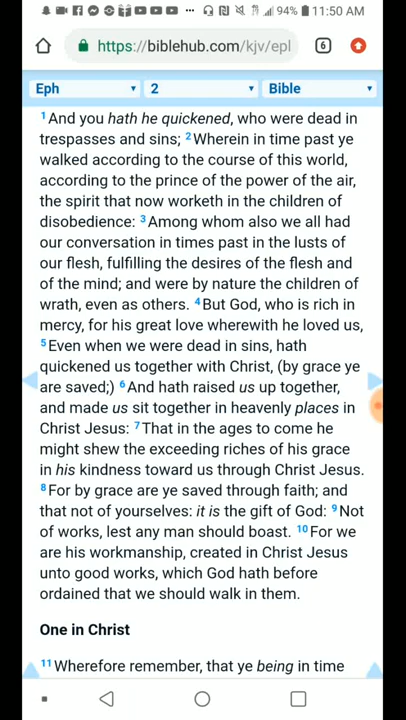 94% 11:50 AM
https://biblehub.com/kjv/epl
6
Eph 2 Bible
1And you hath he quickened, who were dead in
trespasses and sins; 2Wherein in time past ye
walked according to the course of this world,
according to the prince of the power of the air,
the spirit that now worketh in the children of
disobedience: 3Among whom also we all had
our conversation in times past in the lusts of
our flesh, fulfilling the desires of the flesh and
of the mind; and were by nature the children of
wrath, even as others. 4But God, who is rich in
mercy, for his great love wherewith he loved us,
5Even when we were dead in sins, hath
quickened us together with Christ, (by grace ye
are saved;) 6And hath raised us up together,
and made us sit together in heavenly places in
Christ Jesus: 7That in the ages to come he
might shew the exceeding riches of his grace
in his kindness toward us through Christ Jesus.
8For by grace are ye saved through faith; and
that not of yourselves: it is the gift of God: 9Not
of works, lest any man should boast. 10For we
are his workmanship, created in Christ Jesus
unto good works, which God hath before
ordained that we should walk in them.
One in Christ
11Wherefore remember, that ye being in time